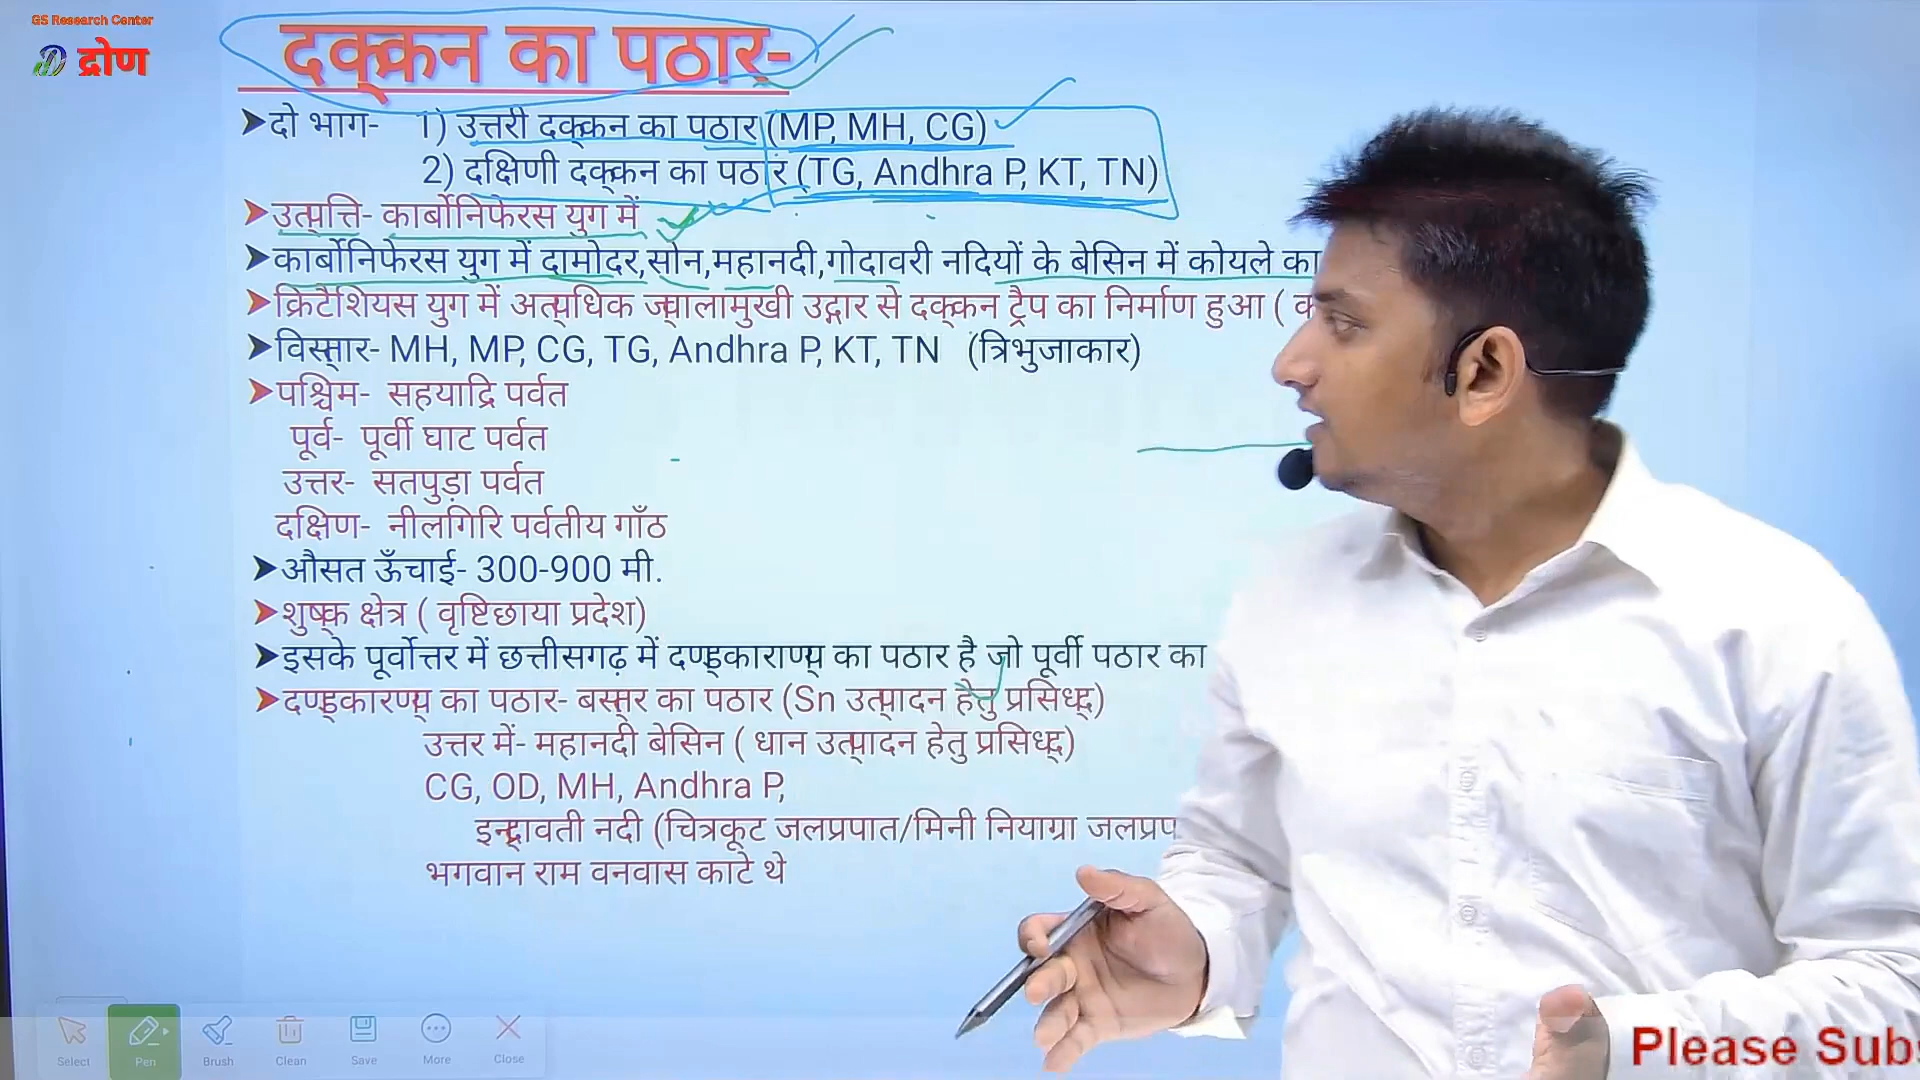 GS Research Center
द्रोण
दक्कन का पठार-
➤दो भाग- 1) उत्तरी दक्कन का पठार (MP, MH, CG)
2) दक्षिणी दक्कन का पठार (TG, Andhra P, KT, TN)
➤उत्पत्ति- कार्बोनिफेरस युग में
➤कार्बोनिफेरस युग में दामोदर,सोन,महानदी,गोदावरी नदियों के बेसिन में कोयले का
➤क्रिटैशियस युग में अत्यधिक ज्वालामुखी उद्गार से दक्कन ट्रैप का निर्माण हुआ (
➤विस्तार- MH, MP, CG, TG, Andhra P, KT, TN (त्रिभुजाकार)
➤पश्चिम- सहयाद्रि पर्वत
पूर्व- पूर्वी घाट पर्वत
उत्तर- सतपुड़ा पर्वत
दक्षिण- नीलगिरि पर्वतीय गाँठ
➤औसत ऊँचाई- 300-900 मी.
➤शुष्क क्षेत्र ( वृष्टिछाया प्रदेश)
➤इसके पूर्वोत्तर में छत्तीसगढ़ में दण्डकाराण्य का पठार है जो पूर्वी पठार का
➤दण्डकारण्य का पठार- बस्तर का पठार (Sn उत्पादन हेतु प्रसिध्द)
उत्तर में- महानदी बेसिन ( धान उत्पादन हेतु प्रसिध्द)
CG, OD, MH, Andhra P,
इन्द्रावती नदी (चित्रकूट जलप्रपात/मिनी नियाग्रा जलप्रप
भगवान राम वनवास काटे थे
Select Pen Brush Clean Save More Close
Please Subs